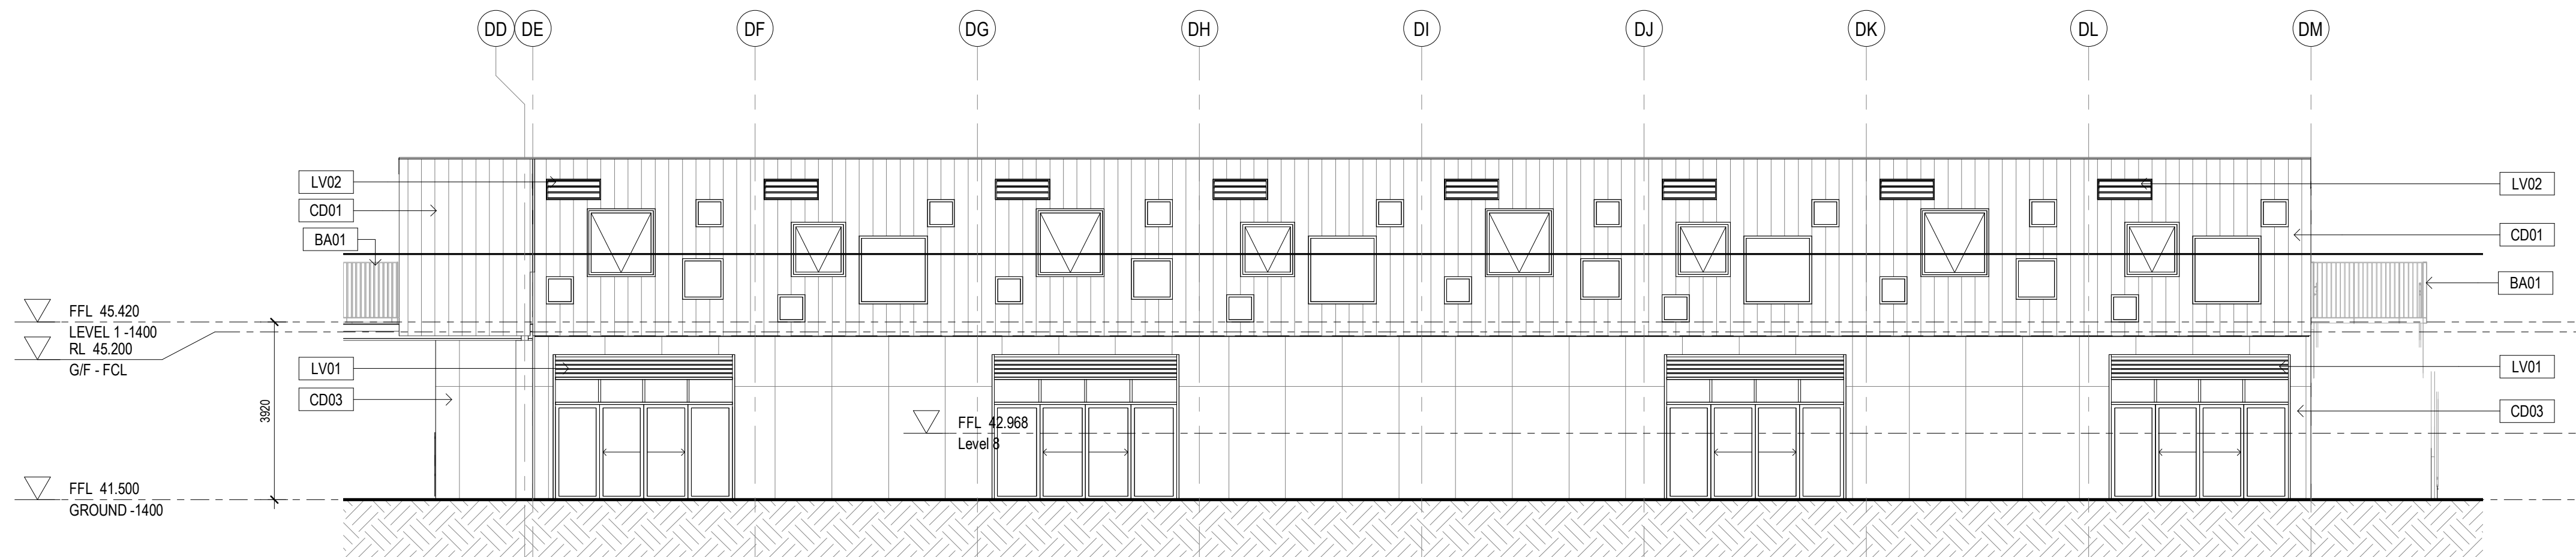 DD DE DF DG DH DI DJ DK DL DM
LV02
CD01
BA01
FFL 45.420
LEVEL 1 -1400
RL 45.200
G/F - FCL
LV01
CD03
3920
FFL 41.500
GROUND -1400
FFL 42.968
Level 8
LV02
CD01
BA01
LV01
CD03